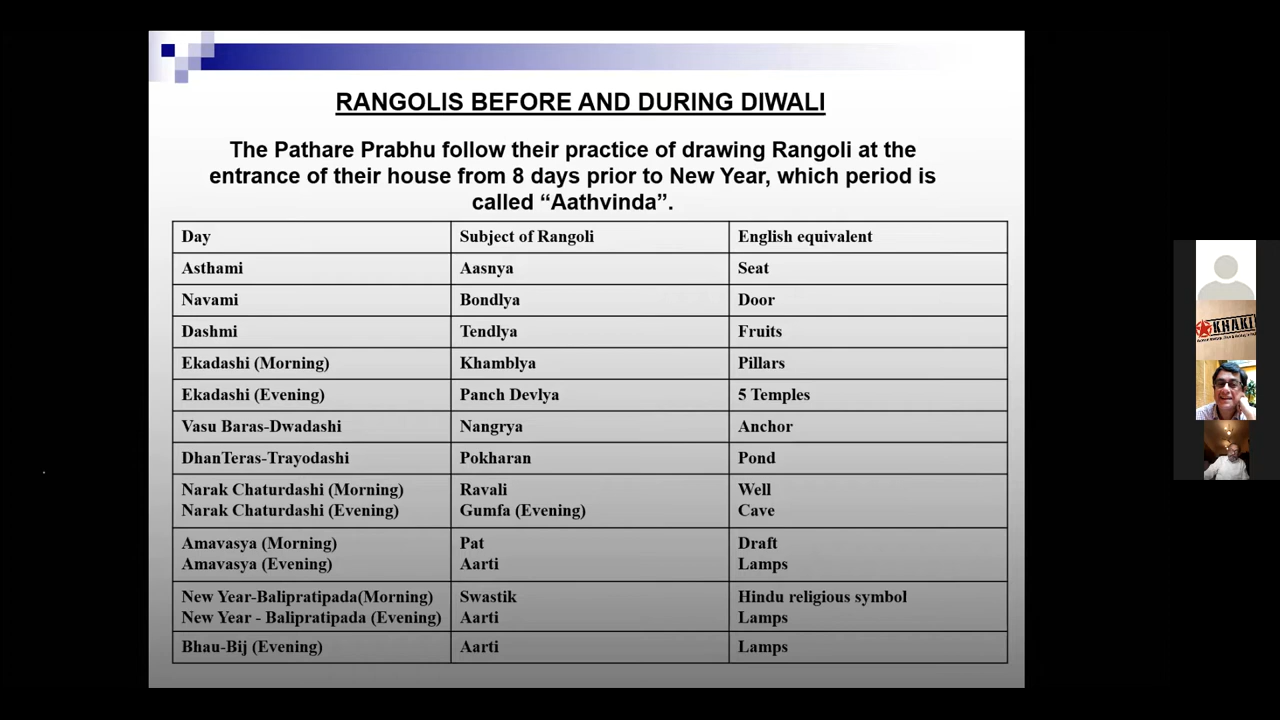 RANGOLIS BEFORE AND DURING DIWALI
The Pathare Prabhu follow their practice of drawing Rangoli at the
entrance of their house from 8 days prior to New Year, which period is
called “Aathvinda”.
Day Subject of Rangoli English equivalent
Asthami Aasnya Seat
Navami Bondlya Door
Dashmi Tendlya Fruits
Ekadashi (Morning) Khamblya Pillars
Ekadashi (Evening) Panch Devlya 5 Temples
Vasu Baras-Dwadashi Nangrya Anchor
DhanTeras-Trayodashi Pokharan Pond
Narak Chaturdashi (Morning) Ravali Well
Narak Chaturdashi (Evening) Gumfa (Evening) Cave
Amavasya (Morning) Pat Draft
Amavasya (Evening) Aarti Lamps
New Year-Balipratipada(Morning) Swastik Hindu religious symbol
New Year - Balipratipada (Evening) Aarti Lamps
Bhau-Bij (Evening) Aarti Lamps
KHAKI